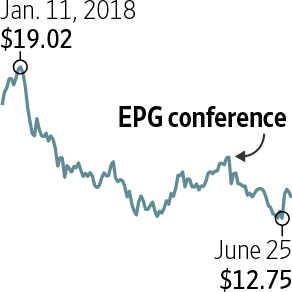 Jan. 11, 2018
$19.02
EPG conference
June 25
$12.75